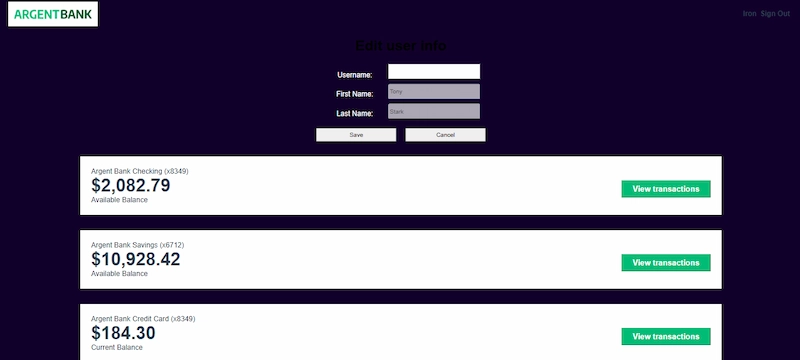 ARGENTBANK
Iron Sign Out
Edit user info
Username:
First Name: Tony
Last Name: Stark
Save Cancel
Argent Bank Checking (x8349)
$2,082.79
Available Balance
View transactions
Argent Bank Savings (x6712)
$10,928.42
Available Balance
View transactions
Argent Bank Credit Card (x8349)
$184.30
Current Balance
View transactions